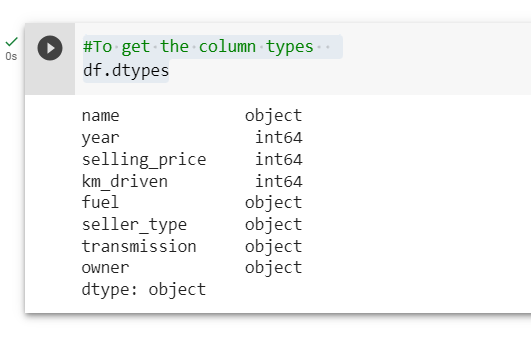 0s
#To get the column types
df.dtypes
name object
year int64
selling_price int64
km_driven int64
fuel object
seller_type object
transmission object
owner object
dtype: object